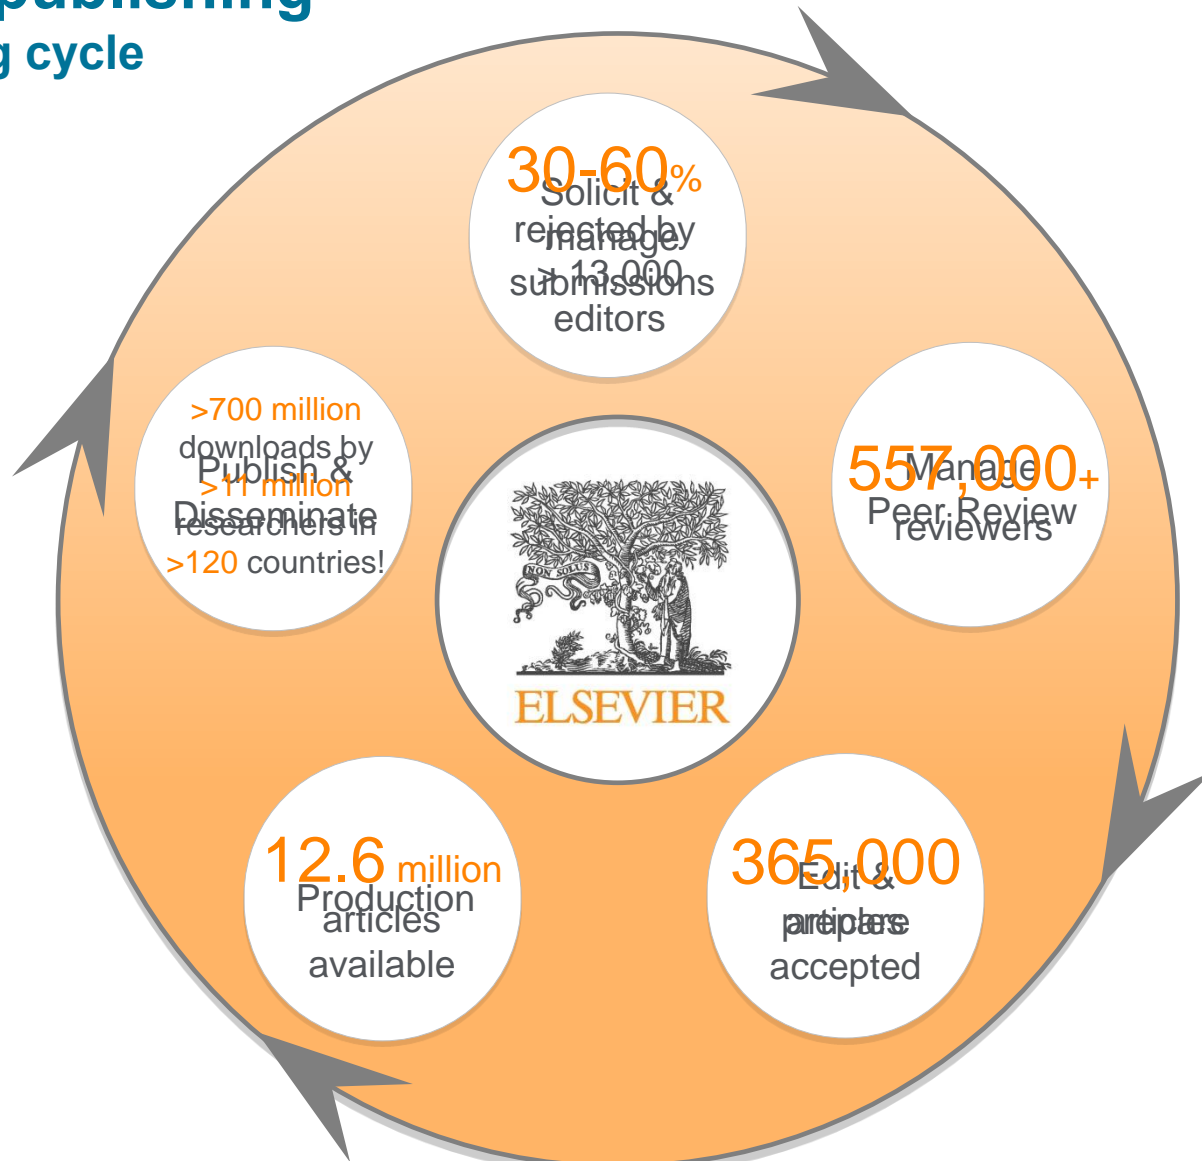 publishing
g cycle
30-60%
Solicit &
rejected by
manage
> 13,000
submissions
editors
>700 million
downloads by
Publish &
>11 million
Disseminate
researchers in
>120 countries!
557,000+
Manage
Peer Review
reviewers
NON SOLUS
ELSEVIER
12.6 million
Production
articles
available
365,000
Edit &
prepare
articles
accepted